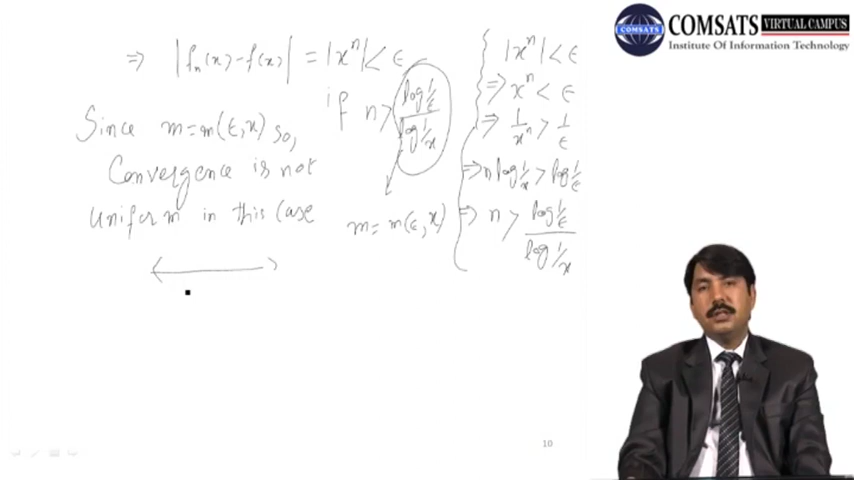 COMSATS VIRTUAL CAMPUS
Institute Of Information Technology
COMSATS
⇒ |fn(x) - f(x)| = |x^n| < ε
if n > log 1/ε / log 1/x
Since m = m(ε, x) so,
Convergence is not
uniform in this case
m = m(ε, x)
|x^n| < ε
⇒ x^n < ε
⇒ 1/x^n > 1/ε
⇒ n log 1/x > log 1/ε
⇒ n > log 1/ε / log 1/x
10